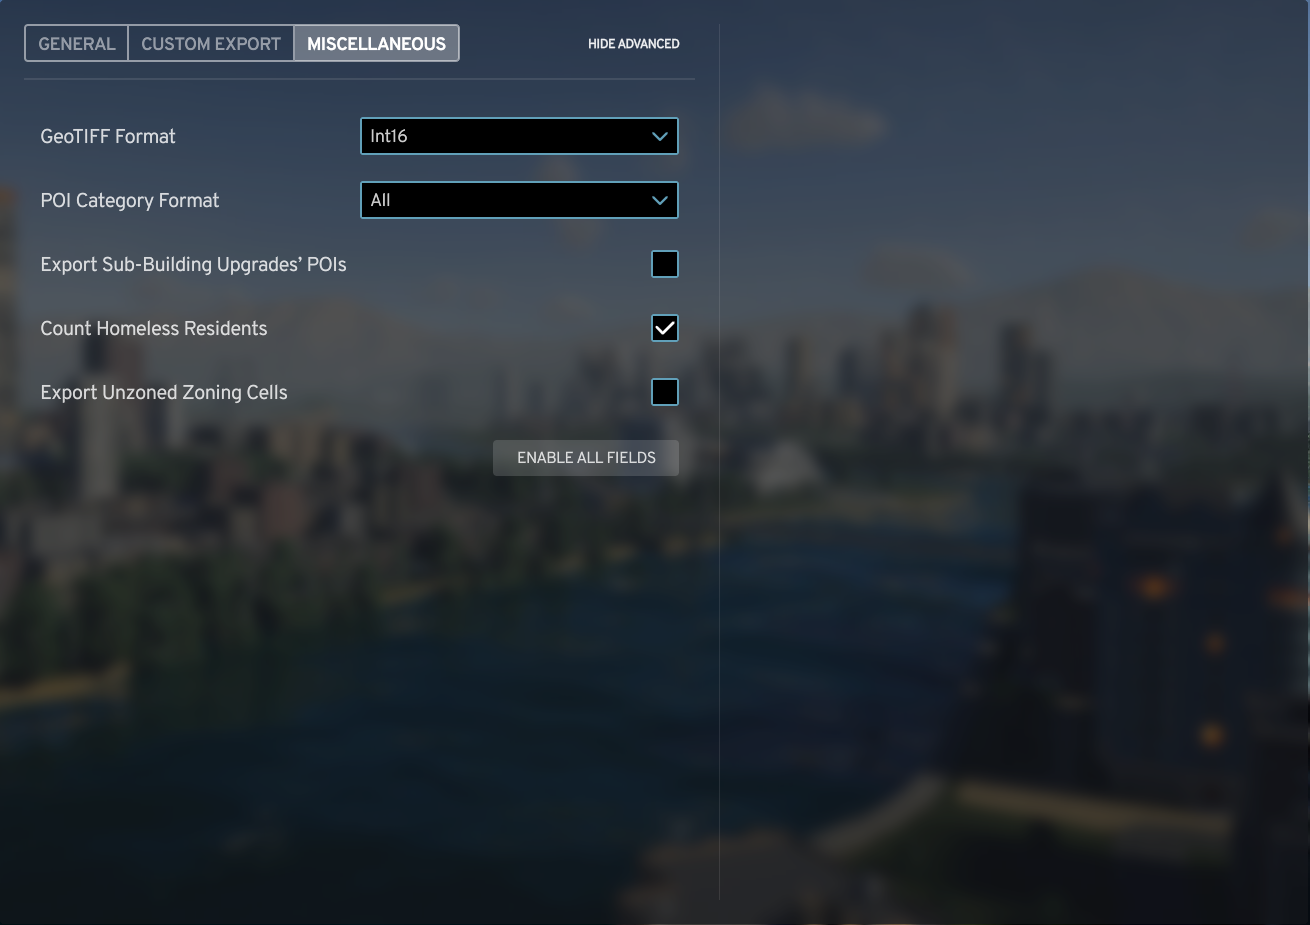 GENERAL CUSTOM EXPORT MISCELLANEOUS HIDE ADVANCED
GeoTIFF Format Int16
POI Category Format All
Export Sub-Building Upgrades’ POIs
Count Homeless Residents
Export Unzoned Zoning Cells
ENABLE ALL FIELDS